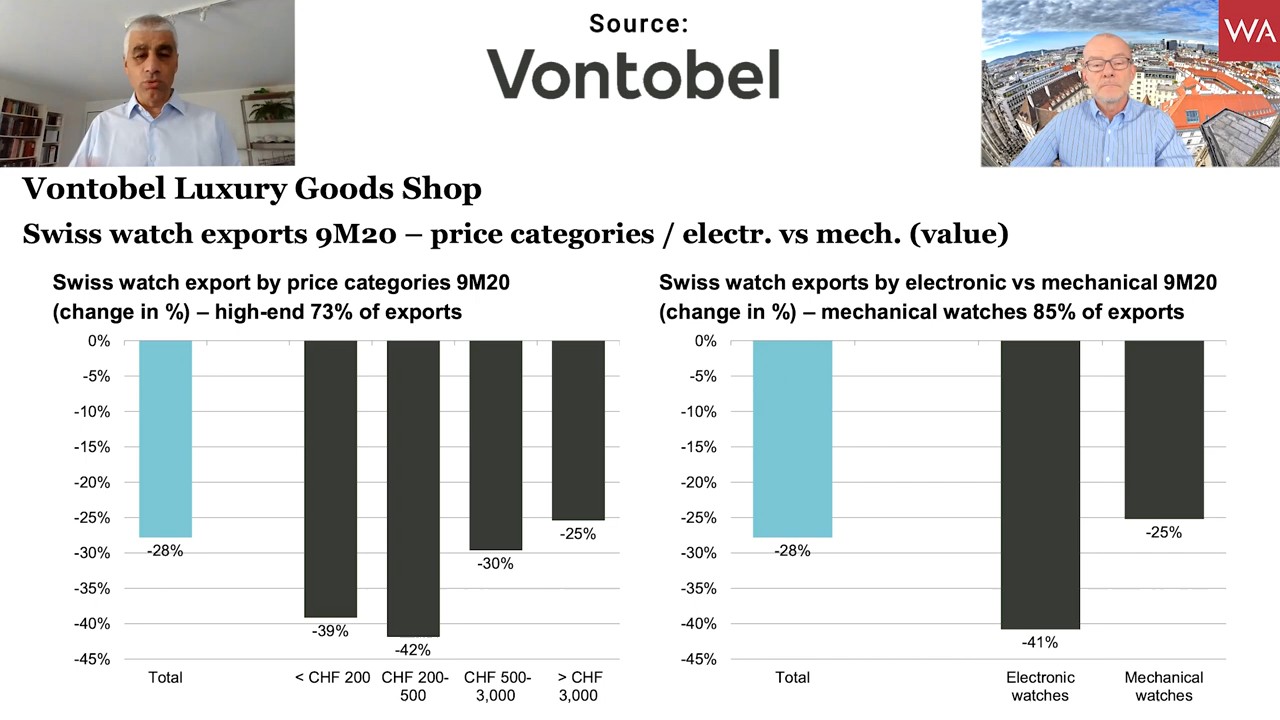 Source:
Vontobel
WA
Vontobel Luxury Goods Shop
Swiss watch exports 9M20 – price categories / electr. vs mech. (value)
Swiss watch export by price categories 9M20
(change in %) – high-end 73% of exports
0%
-5%
-10%
-15%
-20%
-25%
-30%
-35%
-40%
-45%
-28%
-39%
-42%
-30%
-25%
Total
< CHF 200
CHF 200-
500
CHF 500-
3,000
> CHF
3,000
Swiss watch exports by electronic vs mechanical 9M20
(change in %) – mechanical watches 85% of exports
0%
-5%
-10%
-15%
-20%
-25%
-30%
-35%
-40%
-45%
-28%
-41%
-25%
Total
Electronic
watches
Mechanical
watches